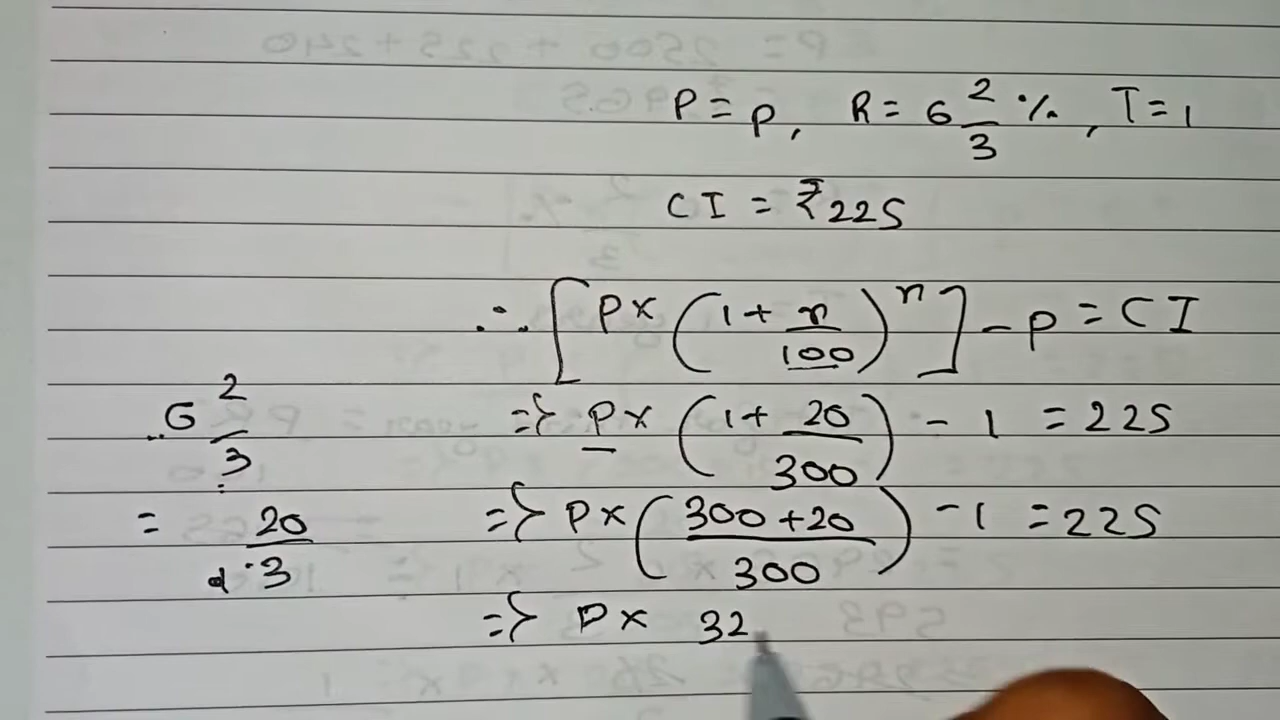 P = p, R = 6 2/3 %, T = 1
CI = ₹225
∴ [P × (1 + n/100)^n] - p = CI
6 2/3
⇒ P × (1 + 20/300) - 1 = 225
= 20/3
⇒ P × (300 + 20/300) - 1 = 225
⇒ P × 32